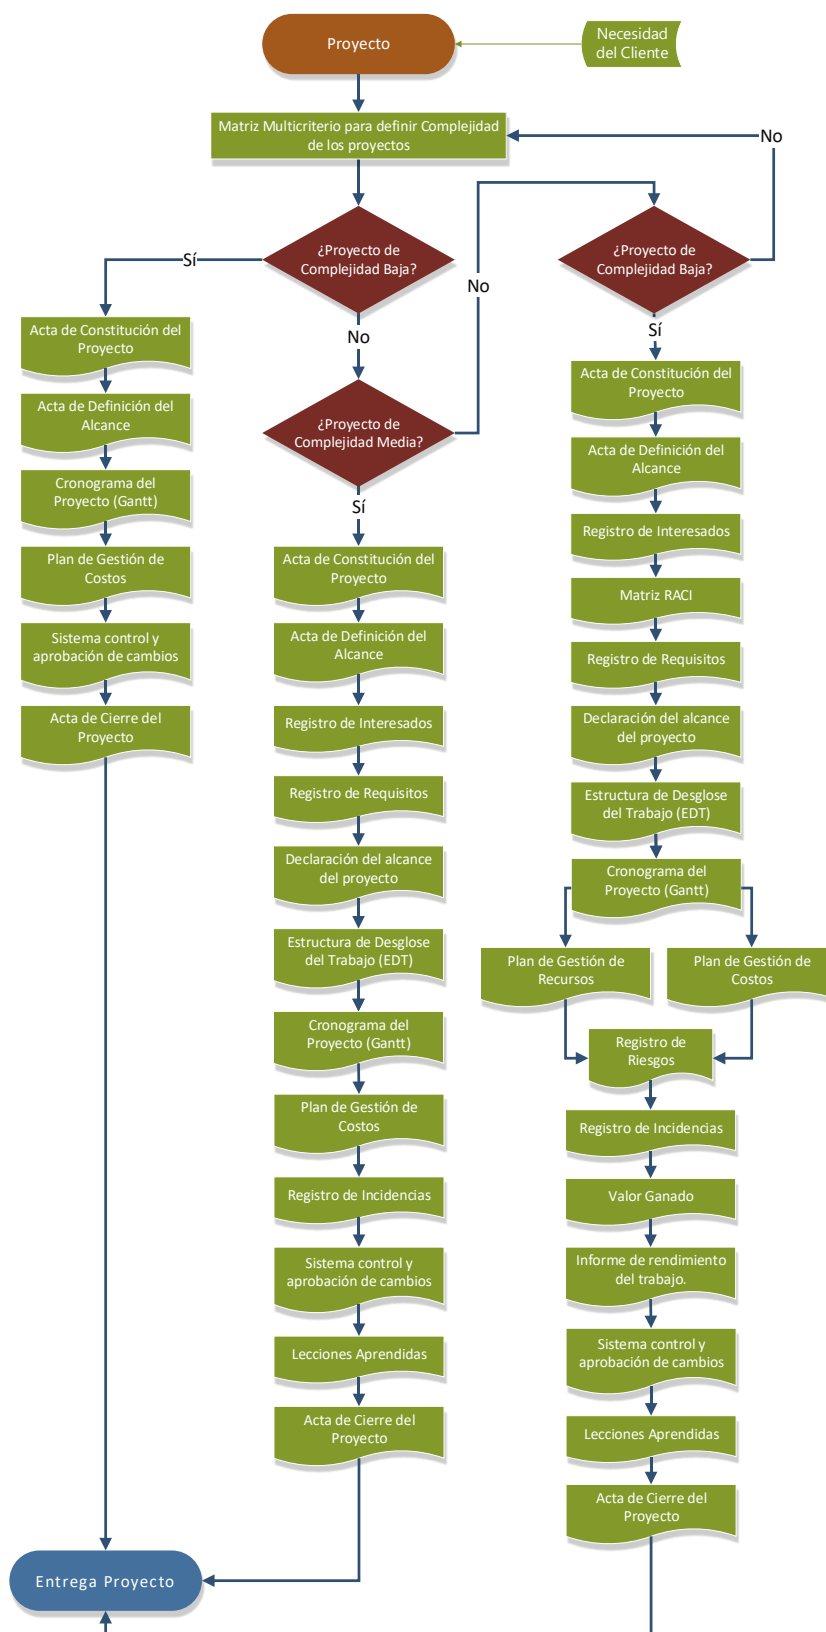 Proyecto
Necesidad
del Cliente
Matriz Multicriterio para definir Complejidad
de los proyectos
No
¿Proyecto de
Complejidad Baja?
¿Proyecto de
Complejidad Baja?
Sí
No
No
Sí
¿Proyecto de
Complejidad Media?
Sí
Acta de Constitución del
Proyecto
Acta de Definición del
Alcance
Cronograma del
Proyecto (Gantt)
Plan de Gestión de
Costos
Sistema control y
aprobación de cambios
Acta de Cierre del
Proyecto
Acta de Constitución del
Proyecto
Acta de Definición del
Alcance
Registro de Interesados
Registro de Requisitos
Declaración del alcance
del proyecto
Estructura de Desglose
del Trabajo (EDT)
Cronograma del
Proyecto (Gantt)
Plan de Gestión de
Costos
Registro de Incidencias
Sistema control y
aprobación de cambios
Lecciones Aprendidas
Acta de Cierre del
Proyecto
Acta de Constitución del
Proyecto
Acta de Definición del
Alcance
Registro de Interesados
Matriz RACI
Registro de Requisitos
Declaración del alcance
del proyecto
Estructura de Desglose
del Trabajo (EDT)
Cronograma del
Proyecto (Gantt)
Plan de Gestión de
Recursos
Plan de Gestión de
Costos
Registro de
Riesgos
Registro de Incidencias
Valor Ganado
Informe de rendimiento
del trabajo.
Sistema control y
aprobación de cambios
Lecciones Aprendidas
Acta de Cierre del
Proyecto
Entrega Proyecto